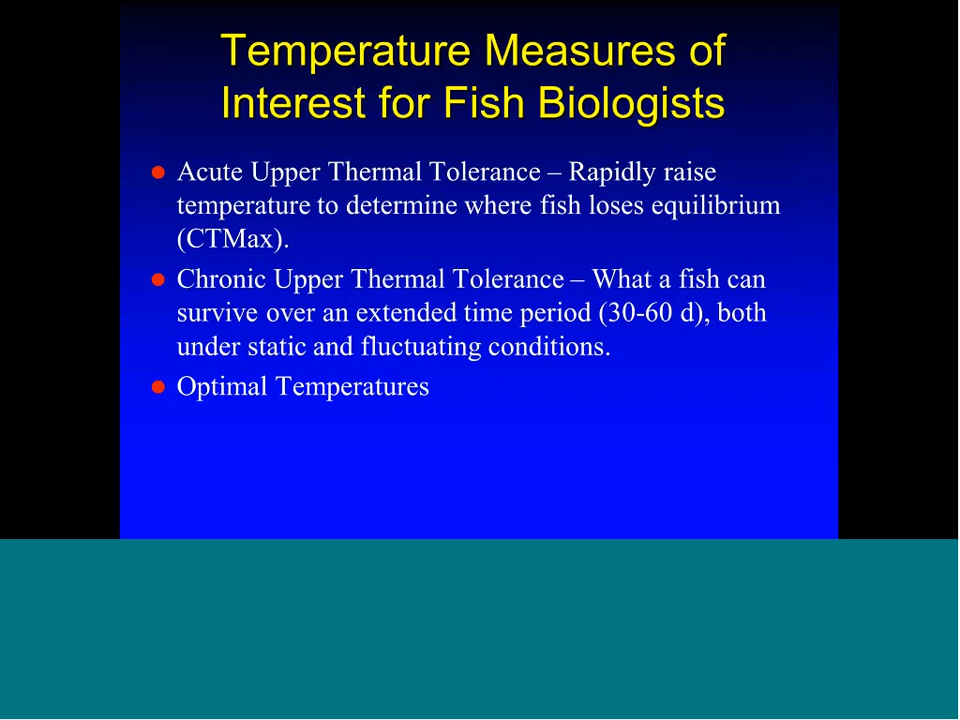 Temperature Measures of
Interest for Fish Biologists
● Acute Upper Thermal Tolerance – Rapidly raise
temperature to determine where fish loses equilibrium
(CTMax).
● Chronic Upper Thermal Tolerance – What a fish can
survive over an extended time period (30-60 d), both
under static and fluctuating conditions.
● Optimal Temperatures